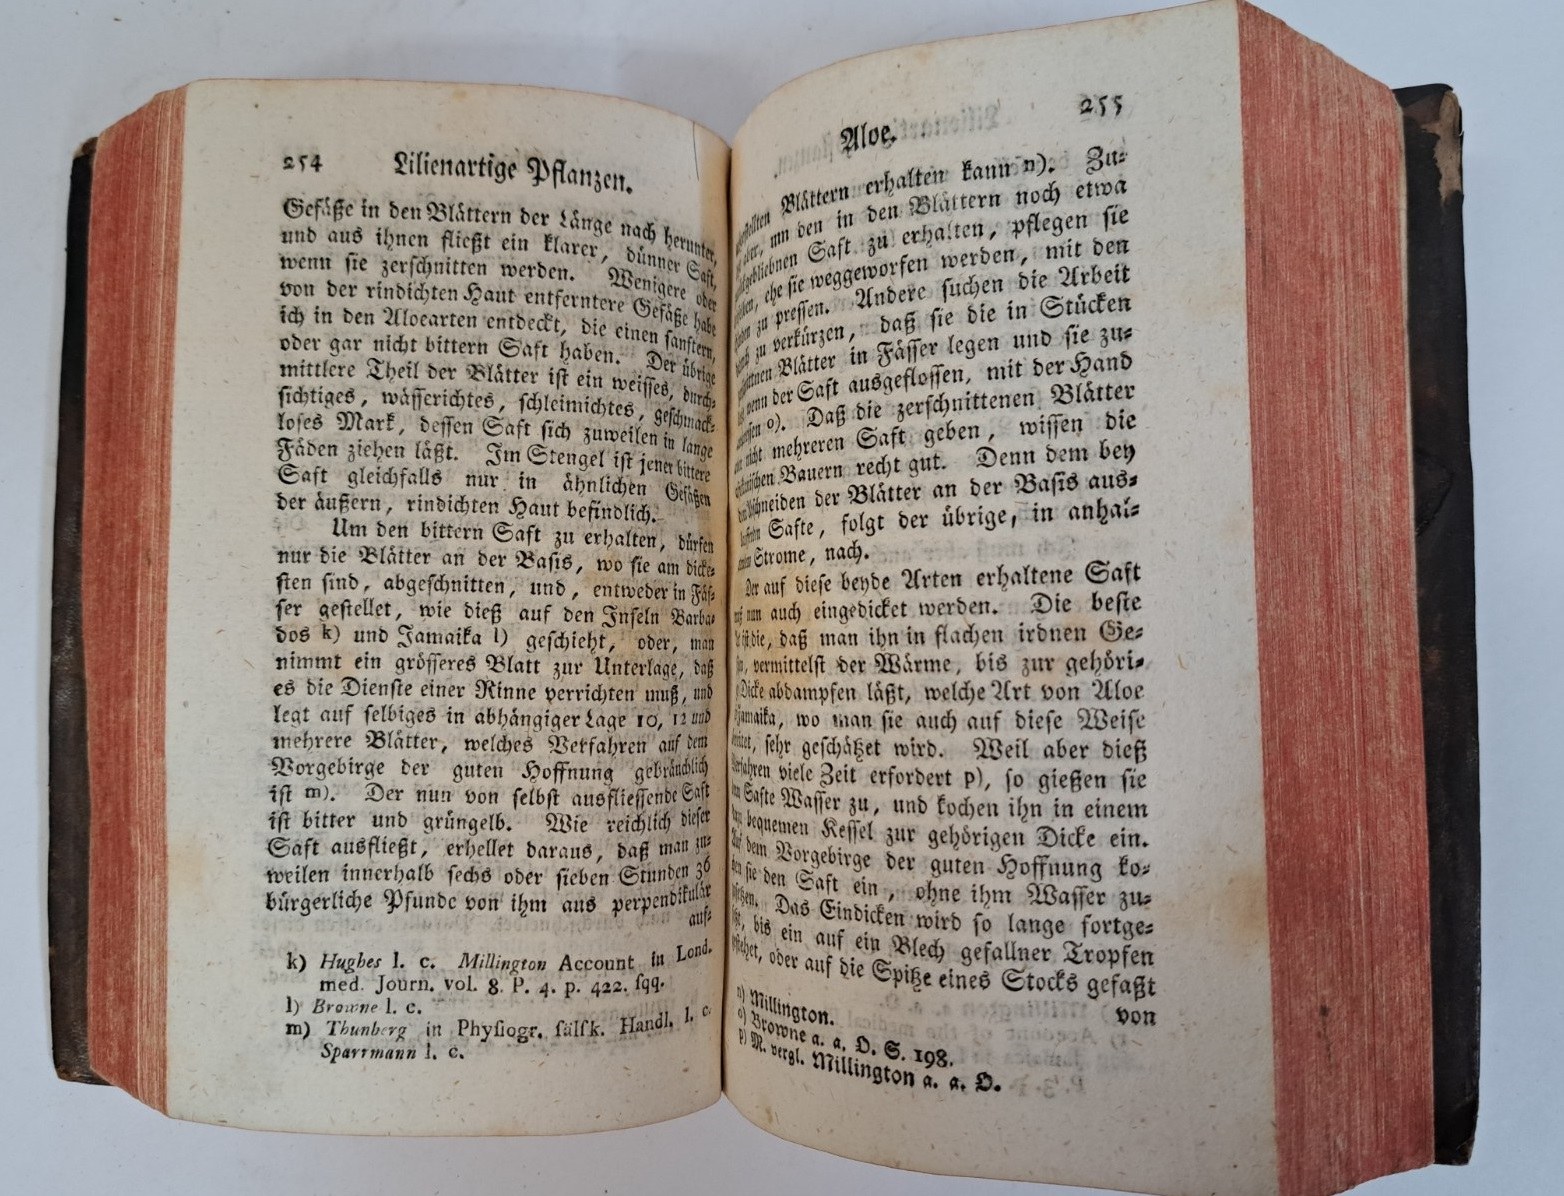 254 Lilienartige Pflanzen.
Gefäße in den Blättern der Länge nach herunter,
und aus ihnen fließt ein klarer, dünner Saft,
wenn sie zerschnitten werden. Wenigere oder
von der rindichten Haut entferntere Gefäße habe
ich in den Aloearten entdeckt, die einen sanftern,
oder gar nicht bittern Saft haben. Der übrige
mittlere Theil der Blätter ist ein weisses, durch-
sichtiges, wässerichtes, schleimichtes, geschmack-
loses Mark, dessen Saft sich zuweilen in lange
Fäden ziehen läßt. Im Stengel ist jener bittere
Saft gleichfalls nur in ähnlichen Gefäßen
der äußern, rindichten Haut befindlich.
Um den bittern Saft zu erhalten, dürfen
nur die Blätter an der Basis, wo sie am dicke-
sten sind, abgeschnitten, und, entweder in Fäs-
ser gestellet, wie dieß auf den Inseln Barba-
dos k) und Jamaika l) geschieht, oder, man
nimmt ein grösseres Blatt zur Unterlage, daß
es die Dienste einer Rinne verrichten muß, und
legt auf selbiges in abhängiger Lage 10, 12 und
mehrere Blätter, welches Verfahren auf dem
Vorgebirge der guten Hoffnung gebräuchlich
ist m). Der nun von selbst ausfliessende Saft
ist bitter und grüngelb. Wie reichlich dieser
Saft ausfließt, erhellet daraus, daß man zu-
weilen innerhalb sechs oder sieben Stunden 36
bürgerliche Pfunde von ihm aus perpendikulär
auf-
k) Hughes l. c. Millington Account in Lond.
med. Journ. vol. 8. P. 4. p. 422. sqq.
l) Browne l. c.
m) Thunberg in Physiogr. sälsk. Handl. l. c.
Sparrmann l. c.
255
Aloe.
Blättern erhalten kann n). Zu-
aber, um den in den Blättern noch etwa
Saft zu erhalten, pflegen sie
ehe sie weggeworfen werden, mit den
zu pressen. Andere suchen die Arbeit
zu verkürzen, daß sie die in Stücken
Blätter in Fässer legen und sie zu-
wenn der Saft ausgeflossen, mit der Hand
o). Daß die zerschnittenen Blätter
nicht mehreren Saft geben, wissen die
Bauern recht gut. Denn dem bey
der Blätter an der Basis aus-
Safte, folgt der übrige, in anhal-
Strome, nach.
Der auf diese beyde Arten erhaltene Saft
muß nun auch eingedicket werden. Die beste
ist die, daß man ihn in flachen irdnen Ge-
vermittelst der Wärme, bis zur gehöri-
Dicke abdampfen läßt, welche Art von Aloe
Jamaika, wo man sie auch auf diese Weise
sehr geschätzet wird. Weil aber dieß
Verfahren viele Zeit erfordert p), so gießen sie
Safte Wasser zu, und kochen ihn in einem
bequemen Kessel zur gehörigen Dicke ein.
Auf dem Vorgebirge der guten Hoffnung ko-
sie den Saft ein, ohne ihm Wasser zu-
Das Eindicken wird so lange fortge-
bis ein auf ein Blech gefallner Tropfen
oder auf die Spitze eines Stocks gefaßt
von
n) Millington.
o) Browne a. a. O. S. 198.
p) M. vergl. Millington a. a. O.